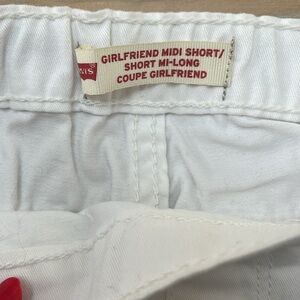 GIRLFRIEND MIDI SHORT/
SHORT MI-LONG
COUPE GIRLFRIEND